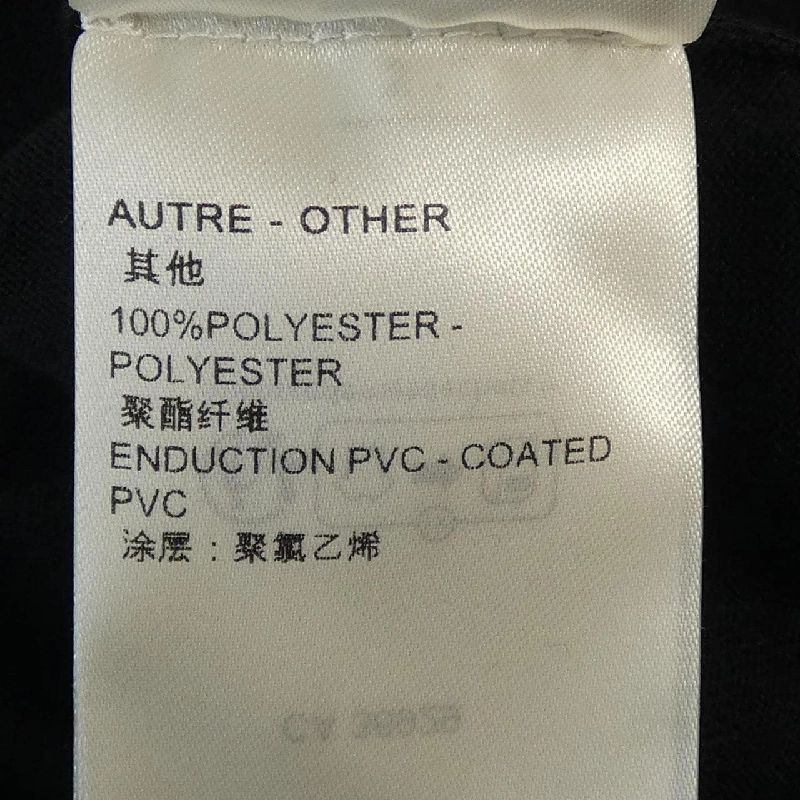 AUTRE - OTHER
其他
100%POLYESTER -
POLYESTER
聚酯纤维
ENDUCTION PVC - COATED
PVC
涂层：聚氯乙烯